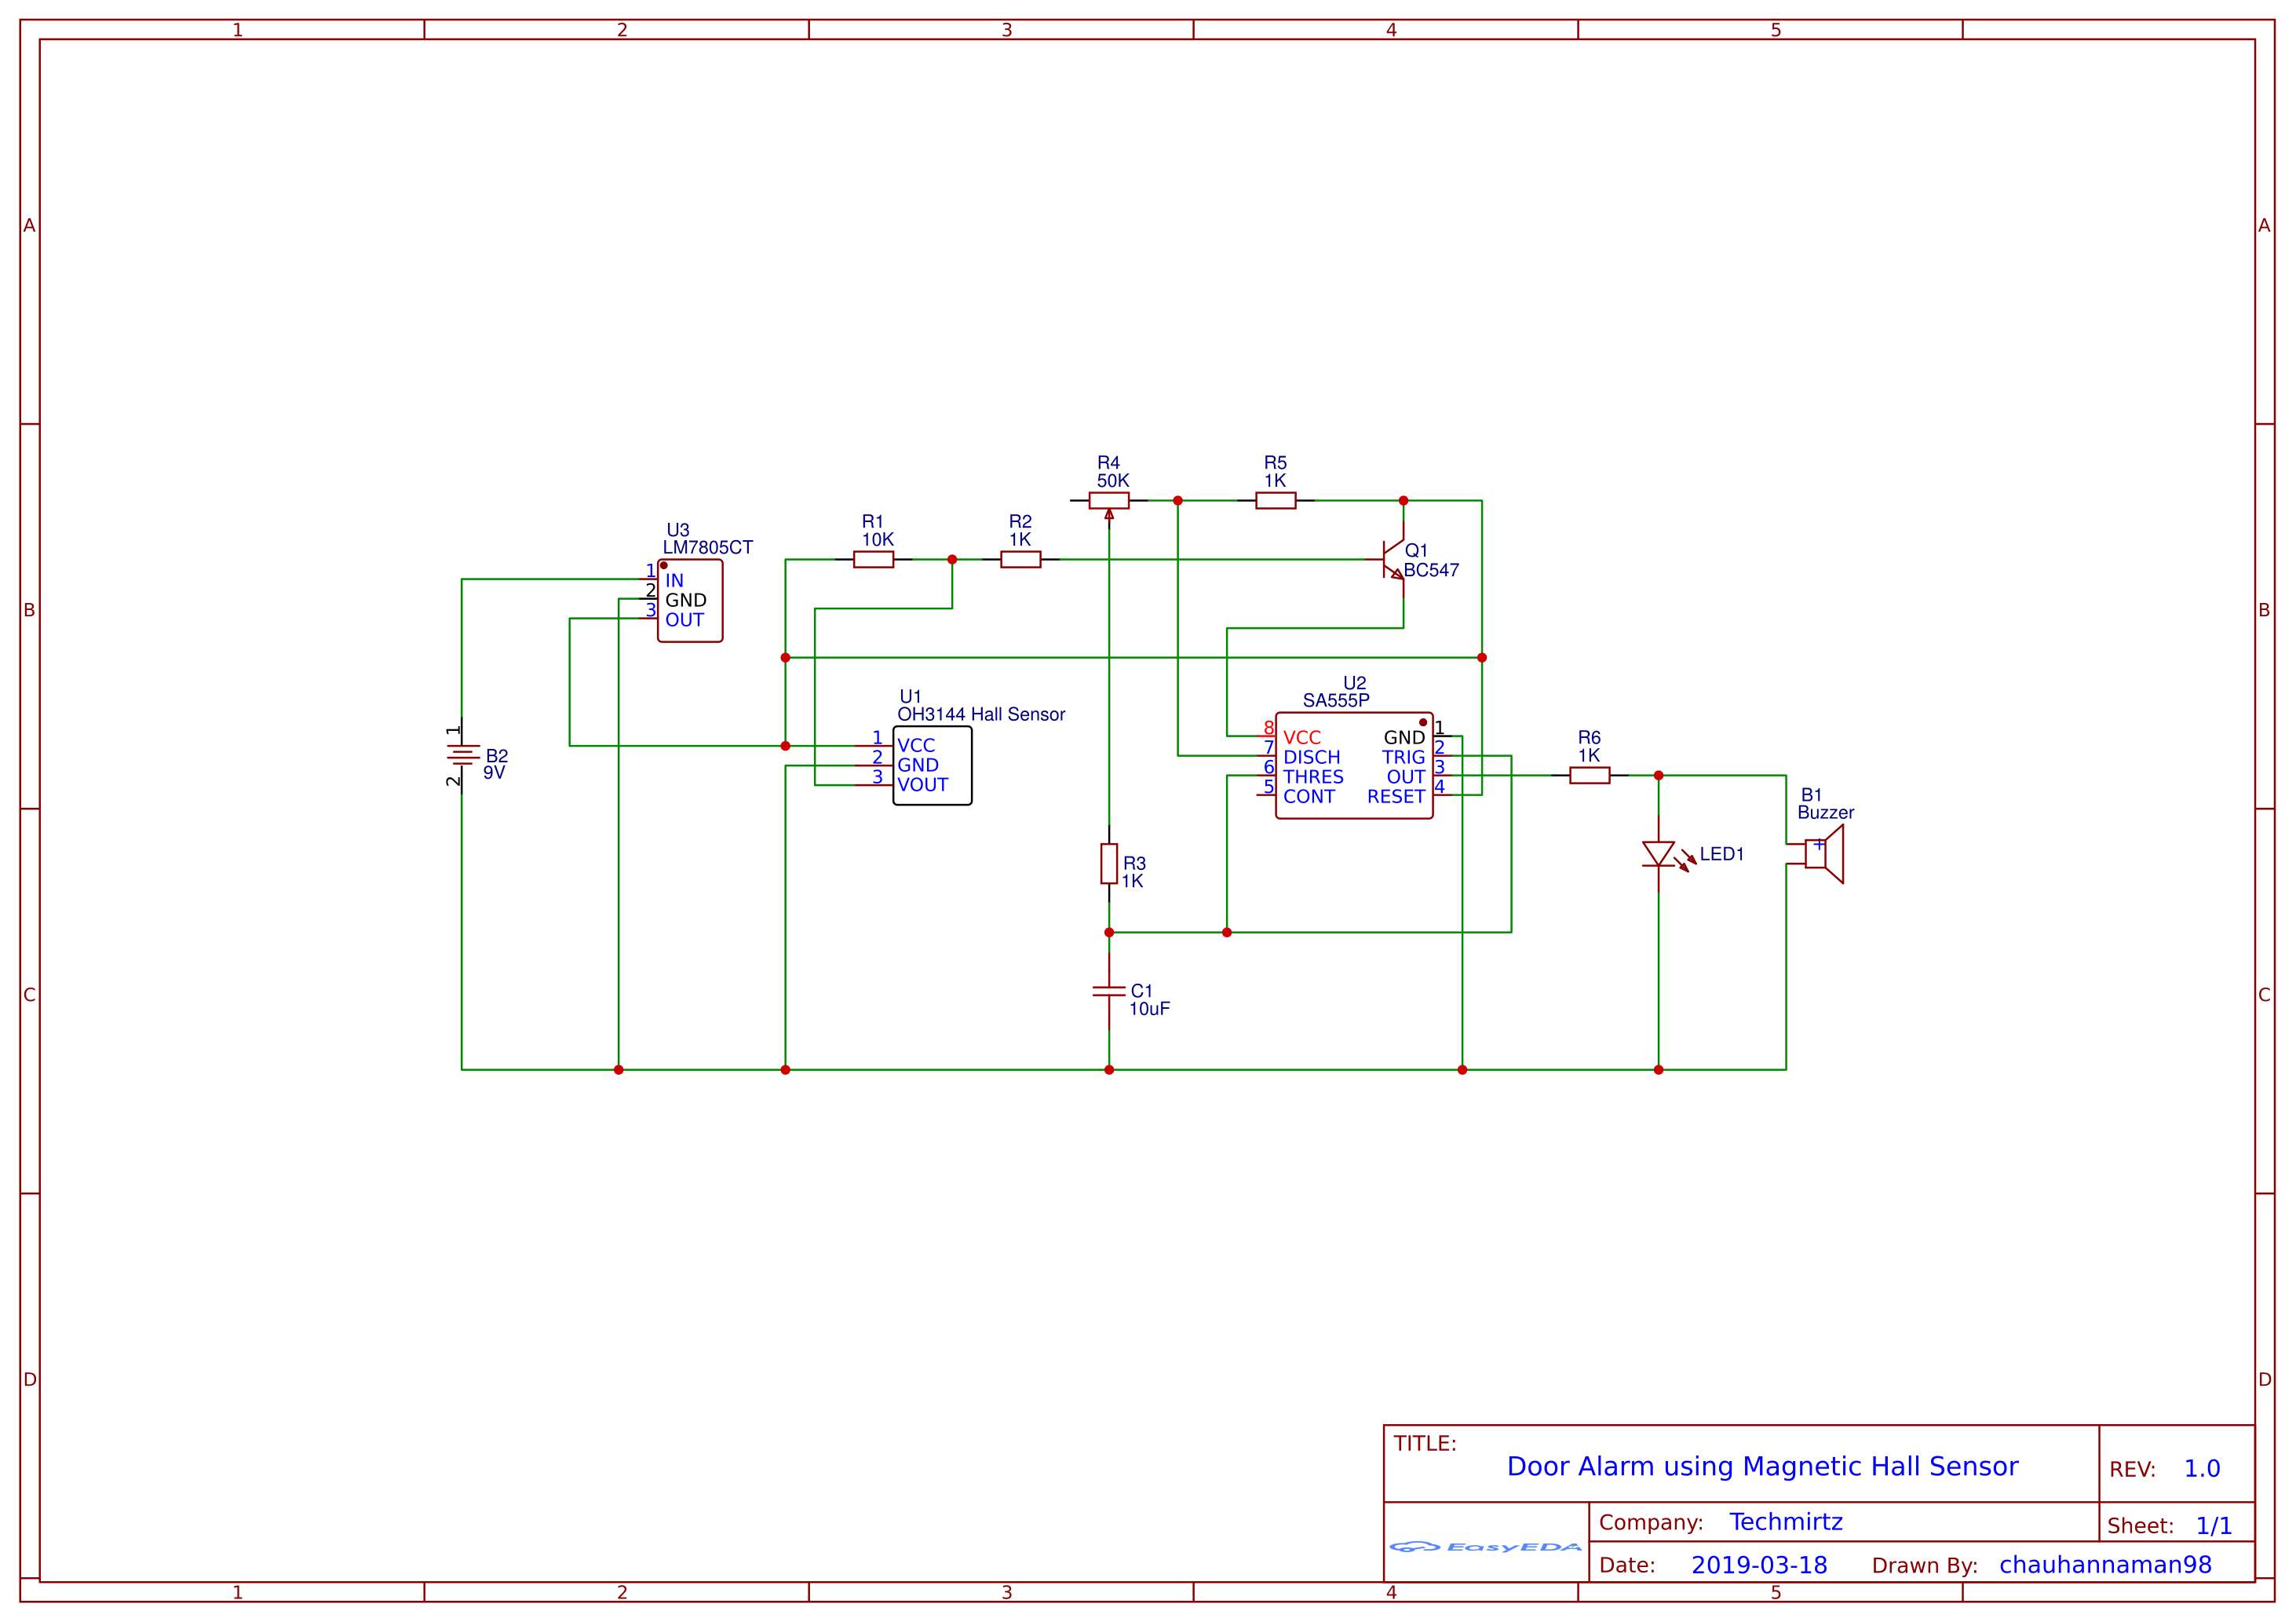 1 2 3 4 5
A A
R4
50K
R5
1K
R1
10K
R2
1K
U3
LM7805CT
Q1
BC547
1 IN
2 GND
3 OUT
B B
U1
OH3144 Hall Sensor
U2
SA555P
1
B2
9V
2
1 VCC
2 GND
3 VOUT
8 VCC GND 1
7 DISCH TRIG 2
6 THRES OUT 3
5 CONT RESET 4
R6
1K
B1
Buzzer
+
LED1
R3
1K
C1
10uF
C C
D D
TITLE:
Door Alarm using Magnetic Hall Sensor
REV: 1.0
EasyEDA
Company: Techmirtz
Sheet: 1/1
Date: 2019-03-18 Drawn By: chauhannaman98
1 2 3 4 5